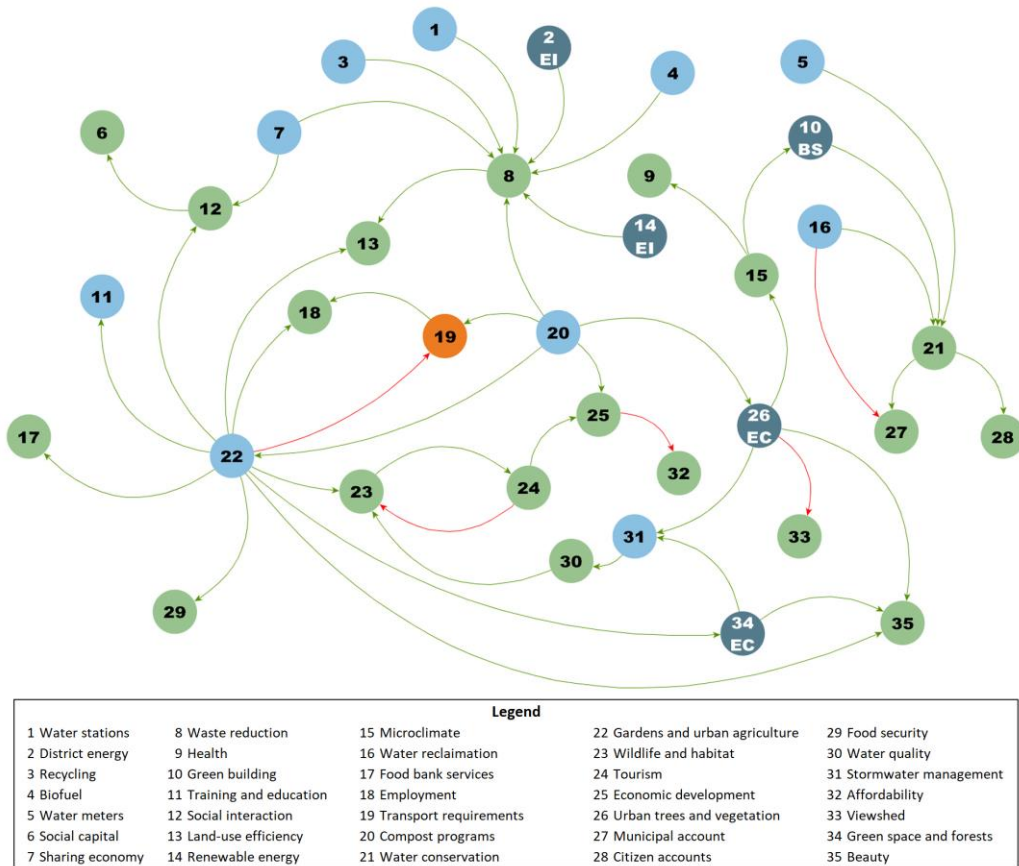 1
2
EI
3
4
5
6
7
8
9
10
BS
11
12
13
14
EI
15
16
17
18
19
20
21
22
23
24
25
26
EC
27
28
29
30
31
32
33
34
EC
35
Legend
1 Water stations
2 District energy
3 Recycling
4 Biofuel
5 Water meters
6 Social capital
7 Sharing economy
8 Waste reduction
9 Health
10 Green building
11 Training and education
12 Social interaction
13 Land-use efficiency
14 Renewable energy
15 Microclimate
16 Water reclaimation
17 Food bank services
18 Employment
19 Transport requirements
20 Compost programs
21 Water conservation
22 Gardens and urban agriculture
23 Wildlife and habitat
24 Tourism
25 Economic development
26 Urban trees and vegetation
27 Municipal account
28 Citizen accounts
29 Food security
30 Water quality
31 Stormwater management
32 Affordability
33 Viewshed
34 Green space and forests
35 Beauty